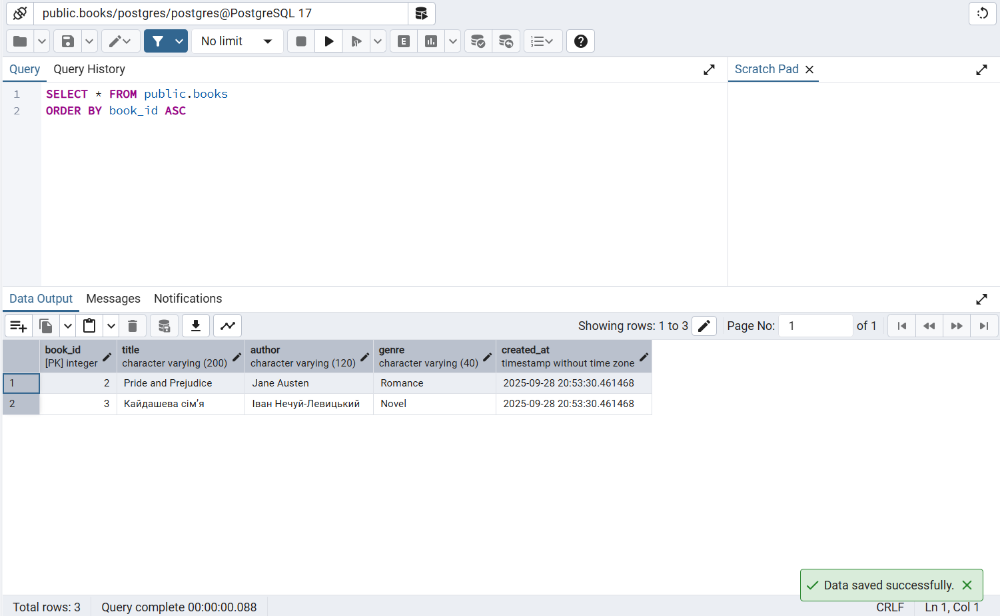 public.books/postgres/postgres@PostgreSQL 17
No limit
E
Query Query History
Scratch Pad
1 SELECT * FROM public.books
2 ORDER BY book_id ASC
Data Output Messages Notifications
Showing rows: 1 to 3 Page No: 1 of 1
book_id title author genre created_at
[PK] integer character varying (200) character varying (120) character varying (40) timestamp without time zone
1 2 Pride and Prejudice Jane Austen Romance 2025-09-28 20:53:30.461468
2 3 Кайдашева сім’я Іван Нечуй-Левицький Novel 2025-09-28 20:53:30.461468
Data saved successfully.
Total rows: 3 Query complete 00:00:00.088 CRLF Ln 1, Col 1